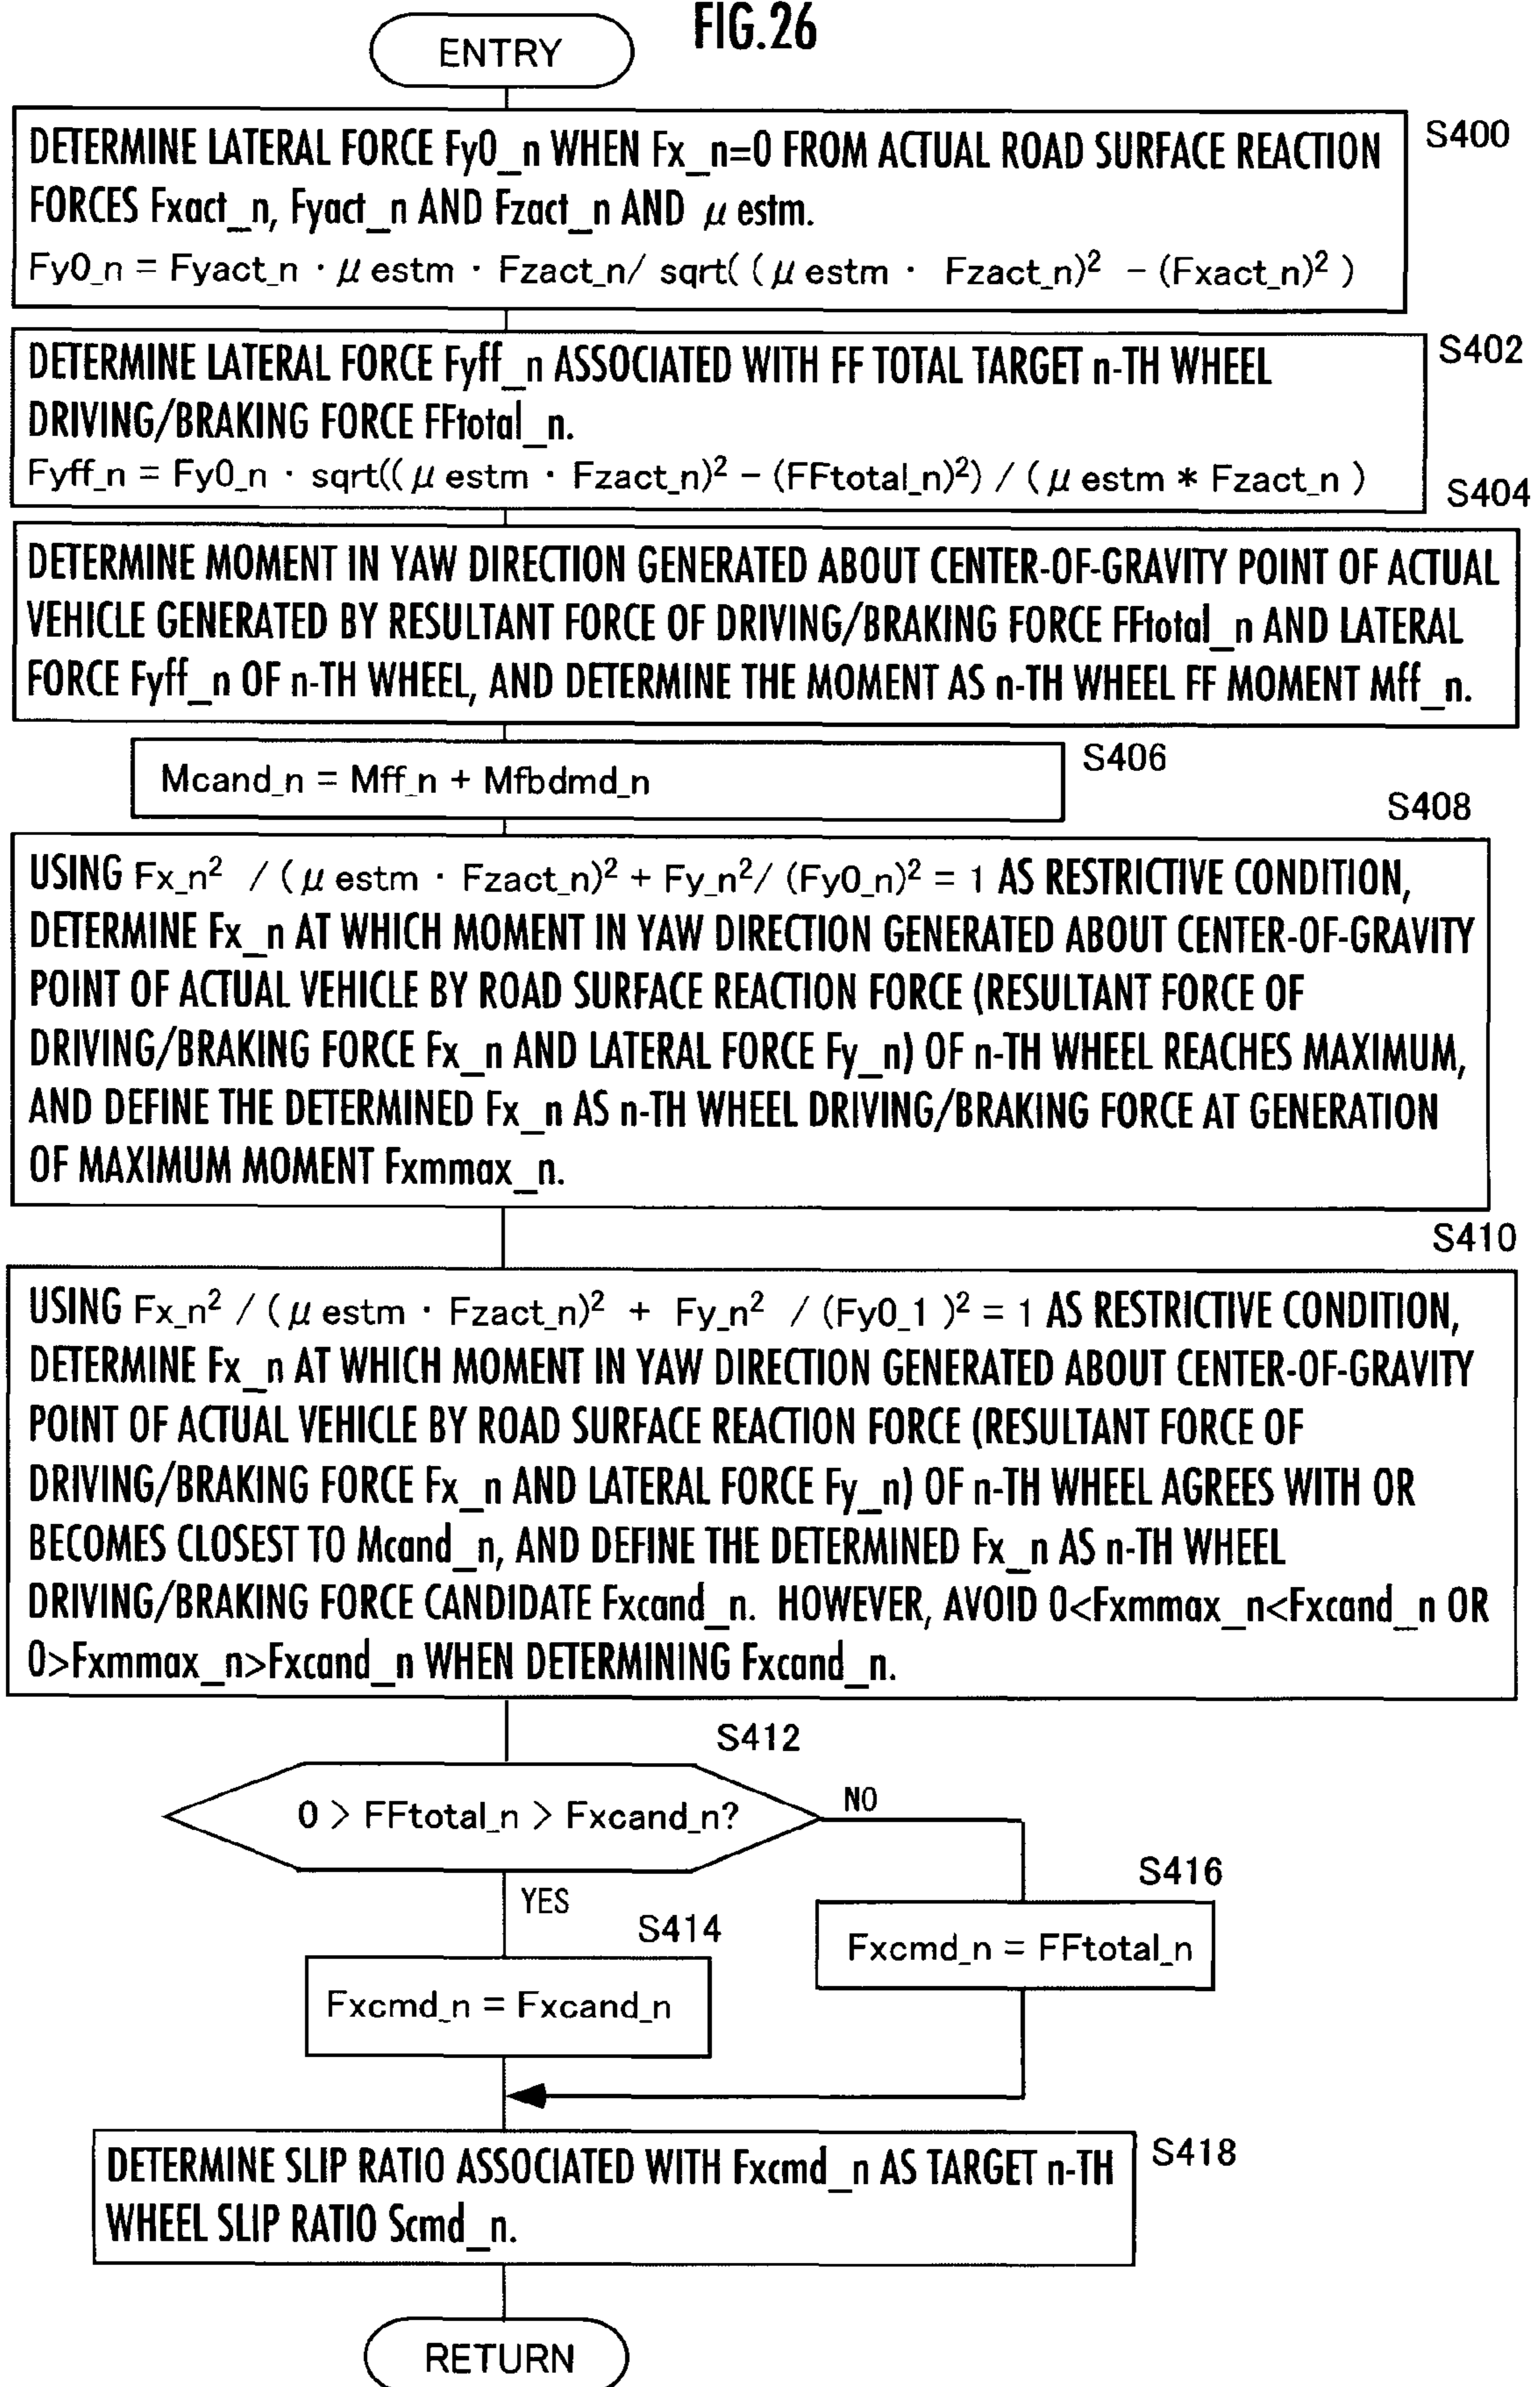 FIG.26
ENTRY
S400
DETERMINE LATERAL FORCE Fy0_n WHEN Fx_n=0 FROM ACTUAL ROAD SURFACE REACTION
FORCES Fxact_n, Fyact_n AND Fzact_n AND μ estm.
Fy0_n = Fyact_n · μ estm · Fzact_n/ sqrt( ( μ estm · Fzact_n)² − (Fxact_n)² )
S402
DETERMINE LATERAL FORCE Fyff_n ASSOCIATED WITH FF TOTAL TARGET n-TH WHEEL
DRIVING/BRAKING FORCE FFtotal_n.
Fyff_n = Fy0_n · sqrt(( μ estm · Fzact_n)² − (FFtotal_n)²) / ( μ estm * Fzact_n )
S404
DETERMINE MOMENT IN YAW DIRECTION GENERATED ABOUT CENTER-OF-GRAVITY POINT OF ACTUAL
VEHICLE GENERATED BY RESULTANT FORCE OF DRIVING/BRAKING FORCE FFtotal_n AND LATERAL
FORCE Fyff_n OF n-TH WHEEL, AND DETERMINE THE MOMENT AS n-TH WHEEL FF MOMENT Mff_n.
S406
Mcand_n = Mff_n + Mfbdmd_n
S408
USING Fx_n² / ( μ estm · Fzact_n)² + Fy_n²/ (Fy0_n)² = 1 AS RESTRICTIVE CONDITION,
DETERMINE Fx_n AT WHICH MOMENT IN YAW DIRECTION GENERATED ABOUT CENTER-OF-GRAVITY
POINT OF ACTUAL VEHICLE BY ROAD SURFACE REACTION FORCE (RESULTANT FORCE OF
DRIVING/BRAKING FORCE Fx_n AND LATERAL FORCE Fy_n) OF n-TH WHEEL REACHES MAXIMUM,
AND DEFINE THE DETERMINED Fx_n AS n-TH WHEEL DRIVING/BRAKING FORCE AT GENERATION
OF MAXIMUM MOMENT Fxmmax_n.
S410
USING Fx_n² / ( μ estm · Fzact_n)² + Fy_n² / (Fy0_1 )² = 1 AS RESTRICTIVE CONDITION,
DETERMINE Fx_n AT WHICH MOMENT IN YAW DIRECTION GENERATED ABOUT CENTER-OF-GRAVITY
POINT OF ACTUAL VEHICLE BY ROAD SURFACE REACTION FORCE (RESULTANT FORCE OF
DRIVING/BRAKING FORCE Fx_n AND LATERAL FORCE Fy_n) OF n-TH WHEEL AGREES WITH OR
BECOMES CLOSEST TO Mcand_n, AND DEFINE THE DETERMINED Fx_n AS n-TH WHEEL
DRIVING/BRAKING FORCE CANDIDATE Fxcand_n. HOWEVER, AVOID 0<Fxmmax_n<Fxcand_n OR
0>Fxmmax_n>Fxcand_n WHEN DETERMINING Fxcand_n.
S412
0 > FFtotal_n > Fxcand_n?
NO
YES
S416
Fxcmd_n = FFtotal_n
S414
Fxcmd_n = Fxcand_n
S418
DETERMINE SLIP RATIO ASSOCIATED WITH Fxcmd_n AS TARGET n-TH
WHEEL SLIP RATIO Scmd_n.
RETURN